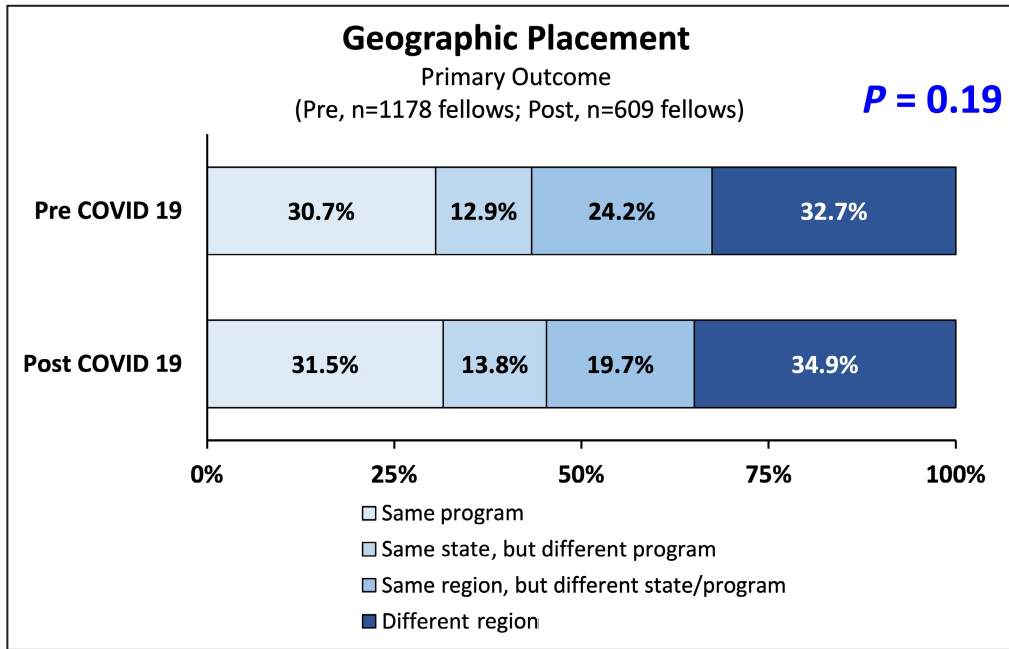 Geographic Placement
Primary Outcome
(Pre, n=1178 fellows; Post, n=609 fellows)
P = 0.19
Pre COVID 19
30.7%
12.9%
24.2%
32.7%
Post COVID 19
31.5%
13.8%
19.7%
34.9%
0%
25%
50%
75%
100%
Same program
Same state, but different program
Same region, but different state/program
Different region